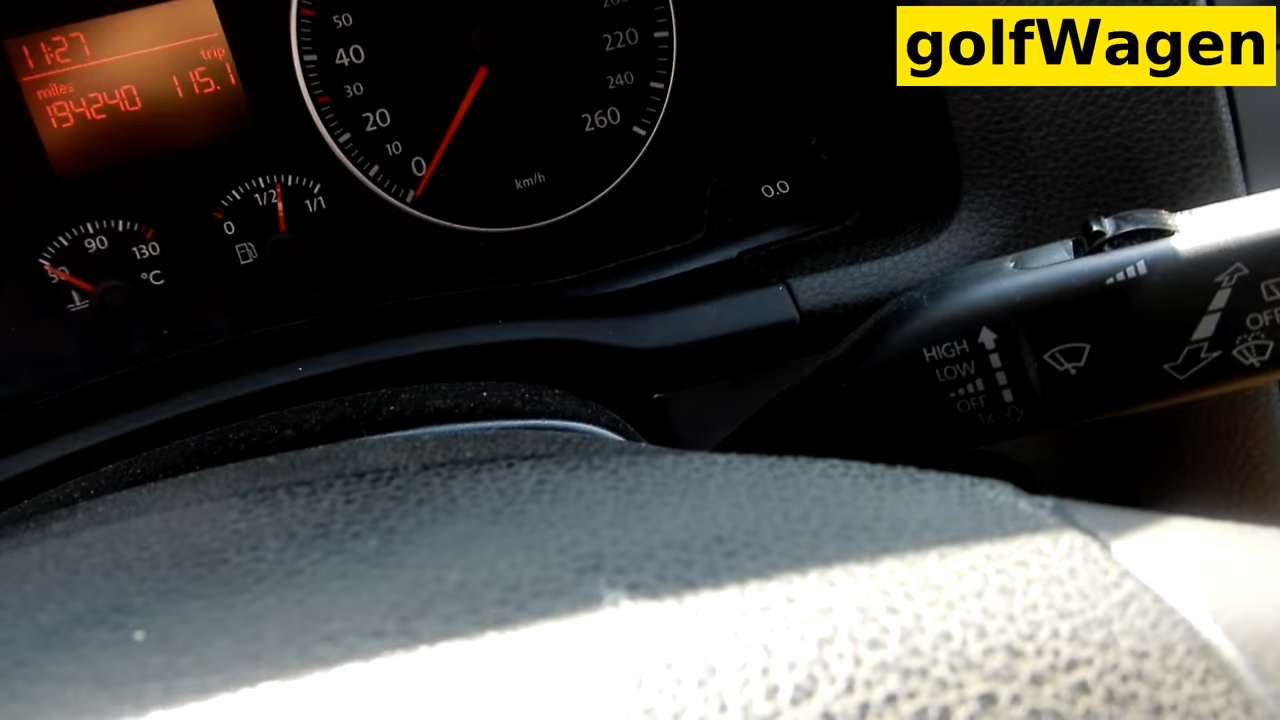 golfWagen
11:27
trip
miles
194240 115.1
50
40
30
20
10
0
km/h
220
240
260
0
1/2
1/1
50
90
130
°C
0.0
HIGH
LOW
OFF
1x
OFF